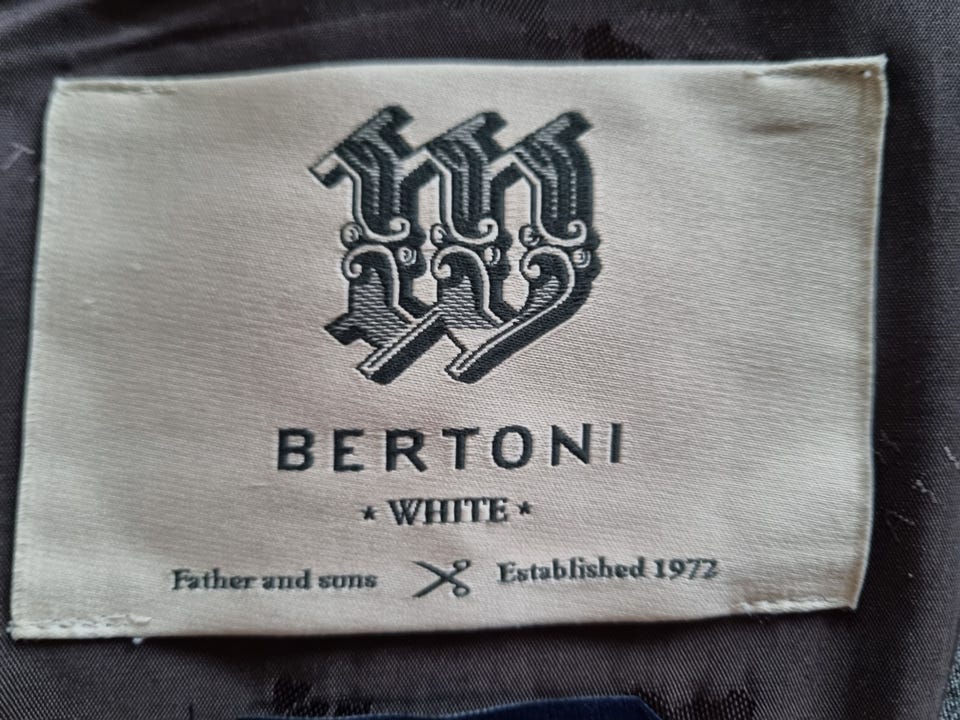 W
BERTONI
* WHITE *
Father and sons Established 1972